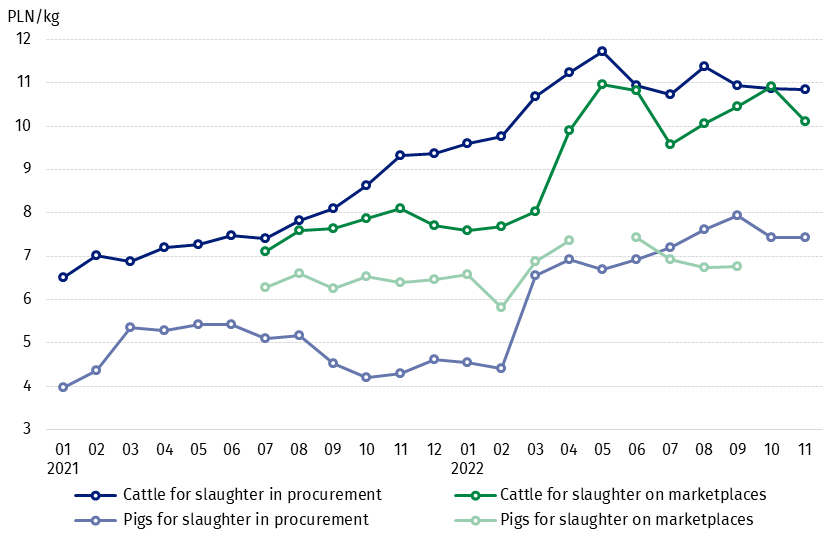 PLN/kg
12
11
10
9
8
7
6
5
4
3
01 02 03 04 05 06 07 08 09 10 11 12 01 02 03 04 05 06 07 08 09 10 11
2021 2022
Cattle for slaughter in procurement Cattle for slaughter on marketplaces
Pigs for slaughter in procurement Pigs for slaughter on marketplaces